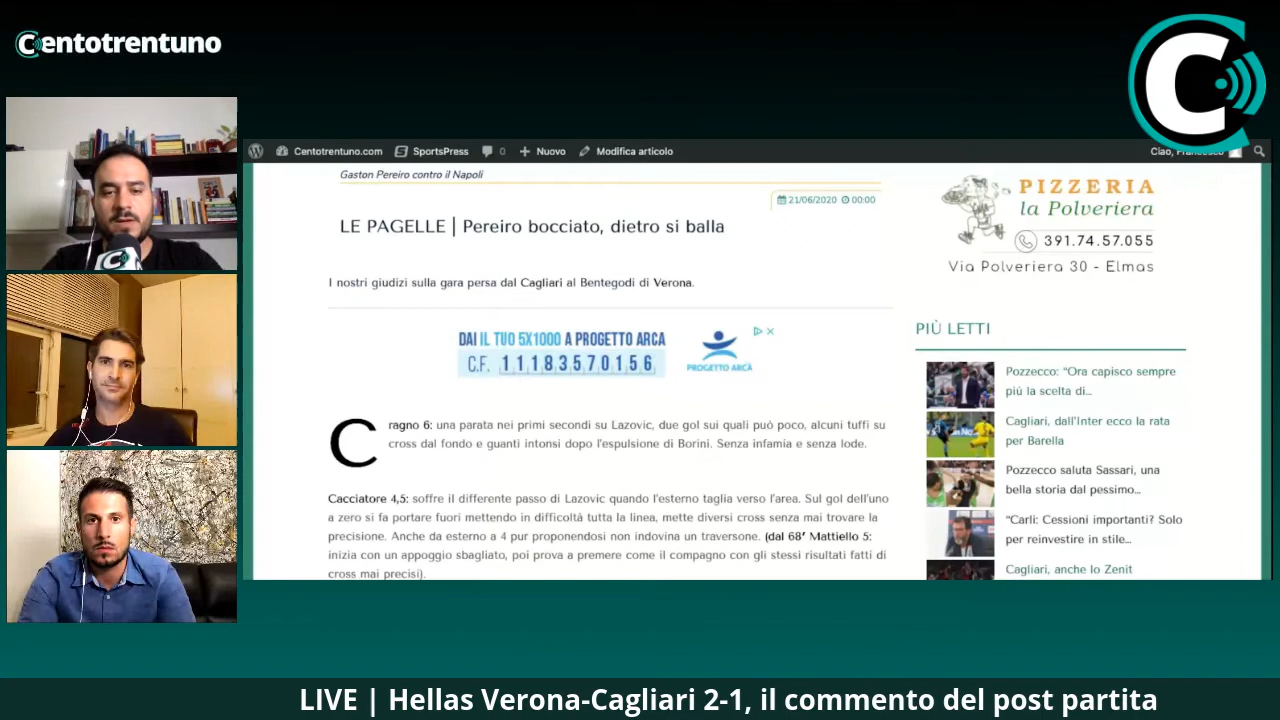 Centotrentuno
Centotrentuno.com SportsPress 0 Nuovo Modifica articolo
Ciao, Francesco
Gaston Pereiro contro il Napoli
21/06/2020 00:00
LE PAGELLE | Pereiro bocciato, dietro si balla
I nostri giudizi sulla gara persa dal Cagliari al Bentegodi di Verona.
DAI IL TUO 5X1000 A PROGETTO ARCA
C.F. 11183570156
PROGETTO ARCA
Cragno 6: una parata nei primi secondi su Lazovic, due gol sui quali può poco, alcuni tuffi su
cross dal fondo e guanti intonsi dopo l'espulsione di Borini. Senza infamia e senza lode.
Cacciatore 4,5: soffre il differente passo di Lazovic quando l'esterno taglia verso l'area. Sul gol dell'uno
a zero si fa portare fuori mettendo in difficoltà tutta la linea, mette diversi cross senza mai trovare la
precisione. Anche da esterno a 4 pur proponendosi non indovina un traversone. (dal 68′ Mattiello 5:
inizia con un appoggio sbagliato, poi prova a premere come il compagno con gli stessi risultati fatti di
cross mai precisi).
PIZZERIA
la Polveriera
391.74.57.055
Via Polveriera 30 - Elmas
PIÙ LETTI
Pozzecco: “Ora capisco sempre
più la scelta di...
Cagliari, dall'Inter ecco la rata
per Barella
Pozzecco saluta Sassari, una
bella storia dal pessimo...
“Carli: Cessioni importanti? Solo
per reinvestire in stile...
Cagliari, anche lo Zenit
LIVE | Hellas Verona-Cagliari 2-1, il commento del post partita